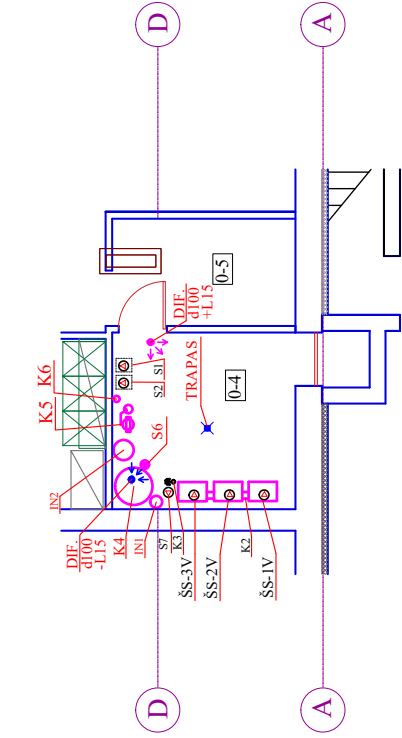 D
A
0-5
DIF.
d100
+L15
K6
K5
S1
S2
TRAPAS
0-4
S6
IN2
DIF.
d100
-L15
K4
IN1
S7
K3
ŠS-3V
ŠS-2V
K2
ŠS-1V
D
A